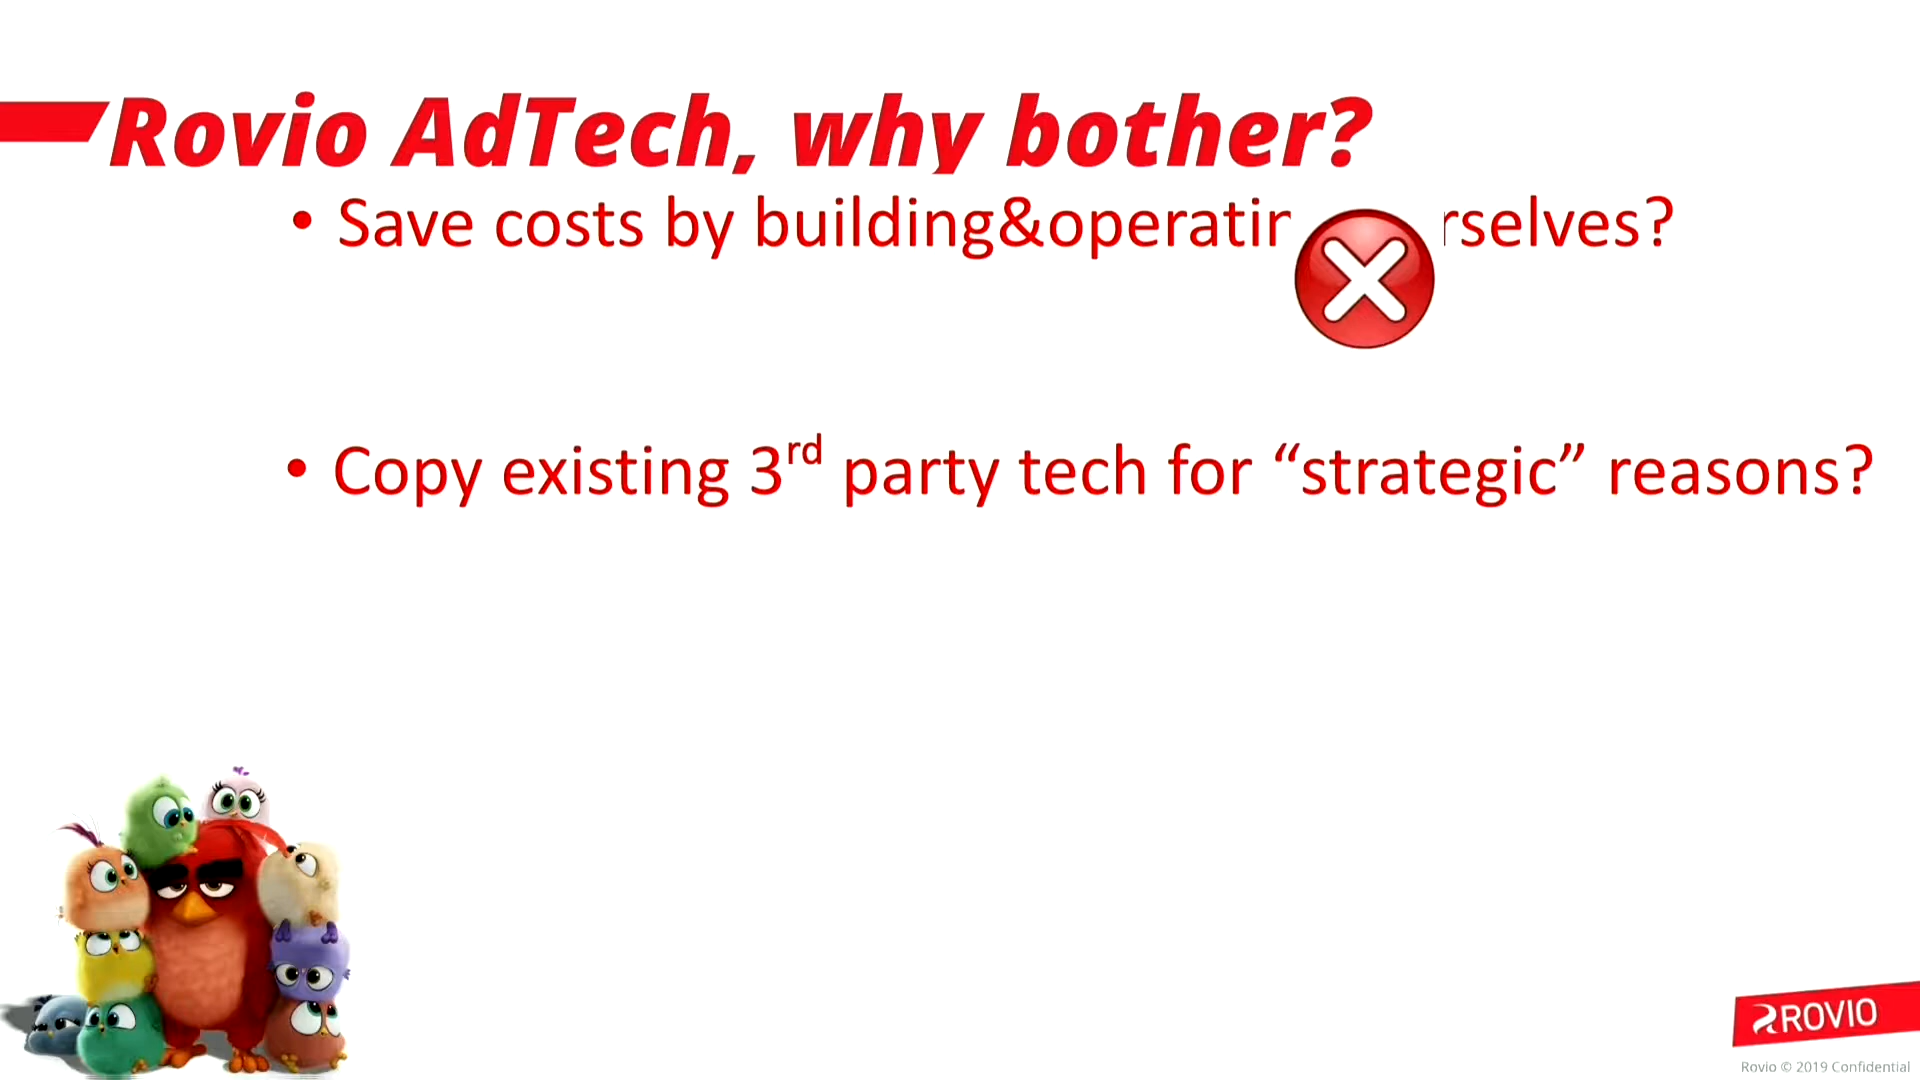 Rovio AdTech, why bother?
• Save costs by building&operatin rselves?
• Copy existing 3rd party tech for “strategic” reasons?
ROVIO
Rovio © 2019 Confidential